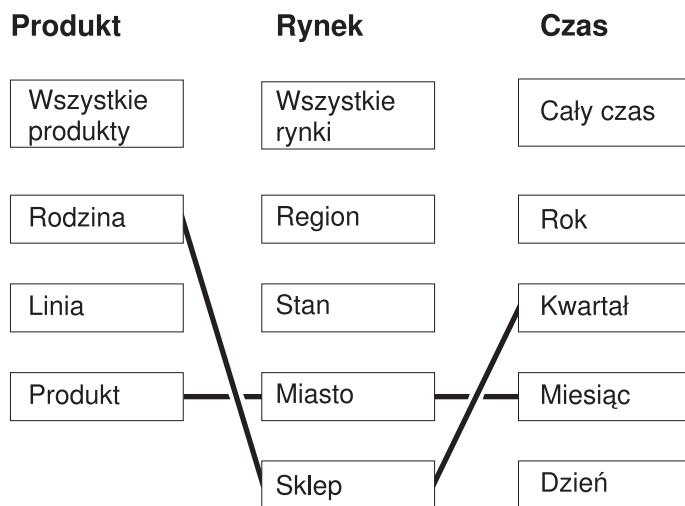 Produkt Rynek Czas
Wszystkie
produkty
Wszystkie
rynki
Cały czas
Rodzina Region Rok
Linia Stan Kwartał
Produkt Miasto Miesiąc
Sklep Dzień